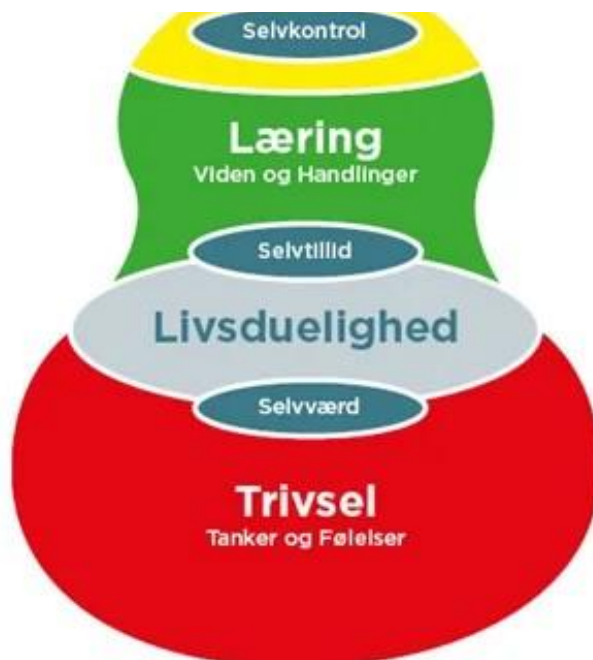 Selvkontrol
Læring
Viden og Handlinger
Selvtillid
Livsduelighed
Selvværd
Trivsel
Tanker og Følelser